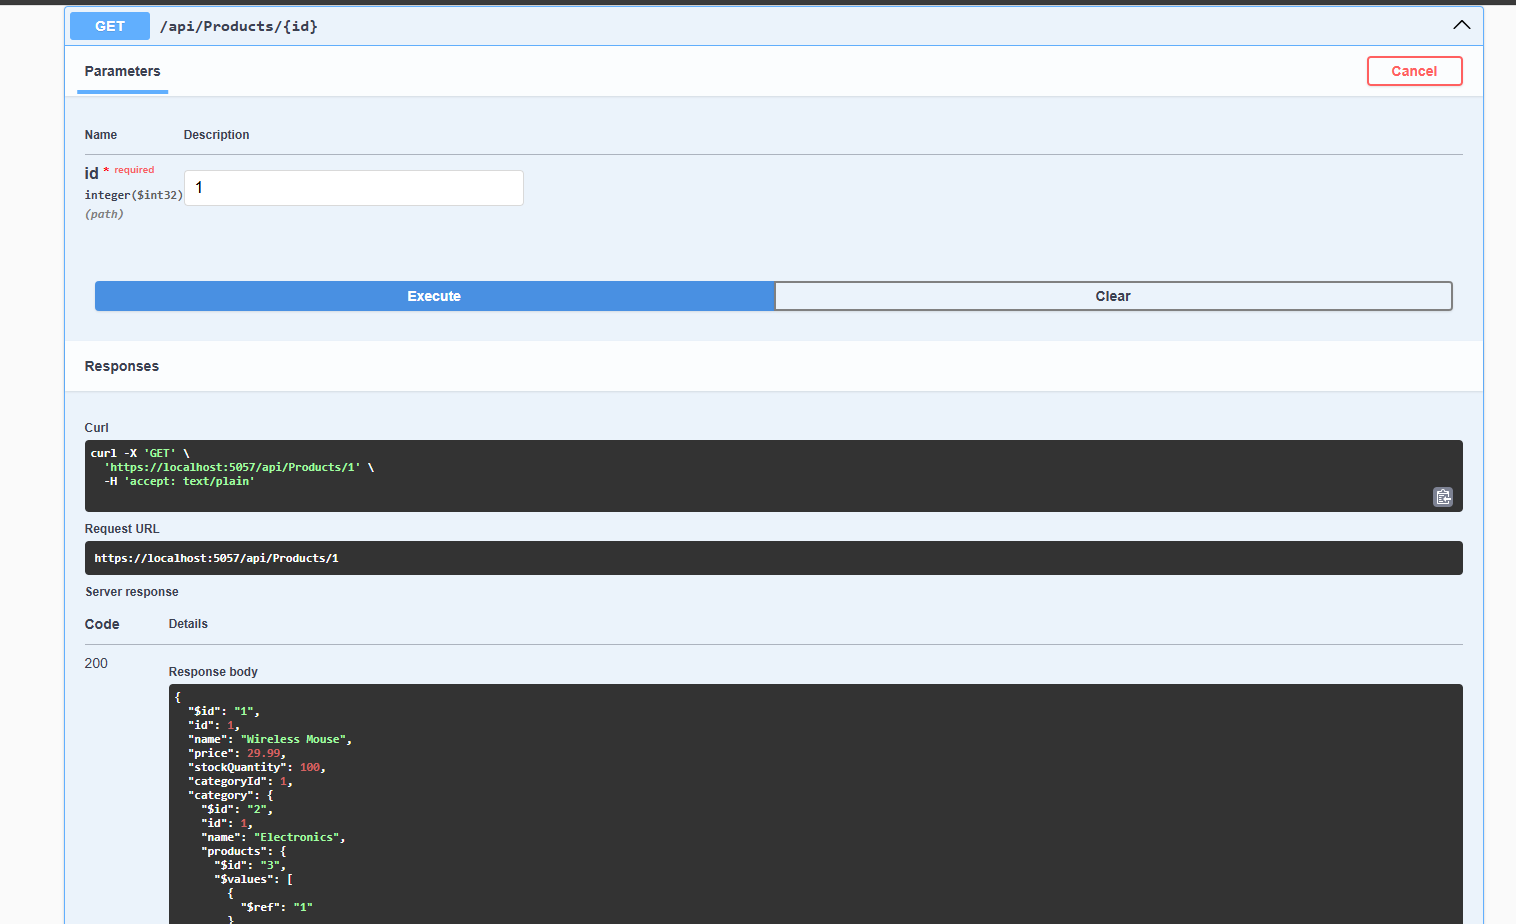 GET /api/Products/{id}
Parameters
Cancel
Name Description
id * required
integer($int32)
(path)
1
Execute
Clear
Responses
Curl
curl -X 'GET' \
  'https://localhost:5057/api/Products/1' \
  -H 'accept: text/plain'
Request URL
https://localhost:5057/api/Products/1
Server response
Code Details
200
Response body
{
  "$id": "1",
  "id": 1,
  "name": "Wireless Mouse",
  "price": 29.99,
  "stockQuantity": 100,
  "categoryId": 1,
  "category": {
    "$id": "2",
    "id": 1,
    "name": "Electronics",
    "products": {
      "$id": "3",
      "$values": [
        {
          "$ref": "1"
        }